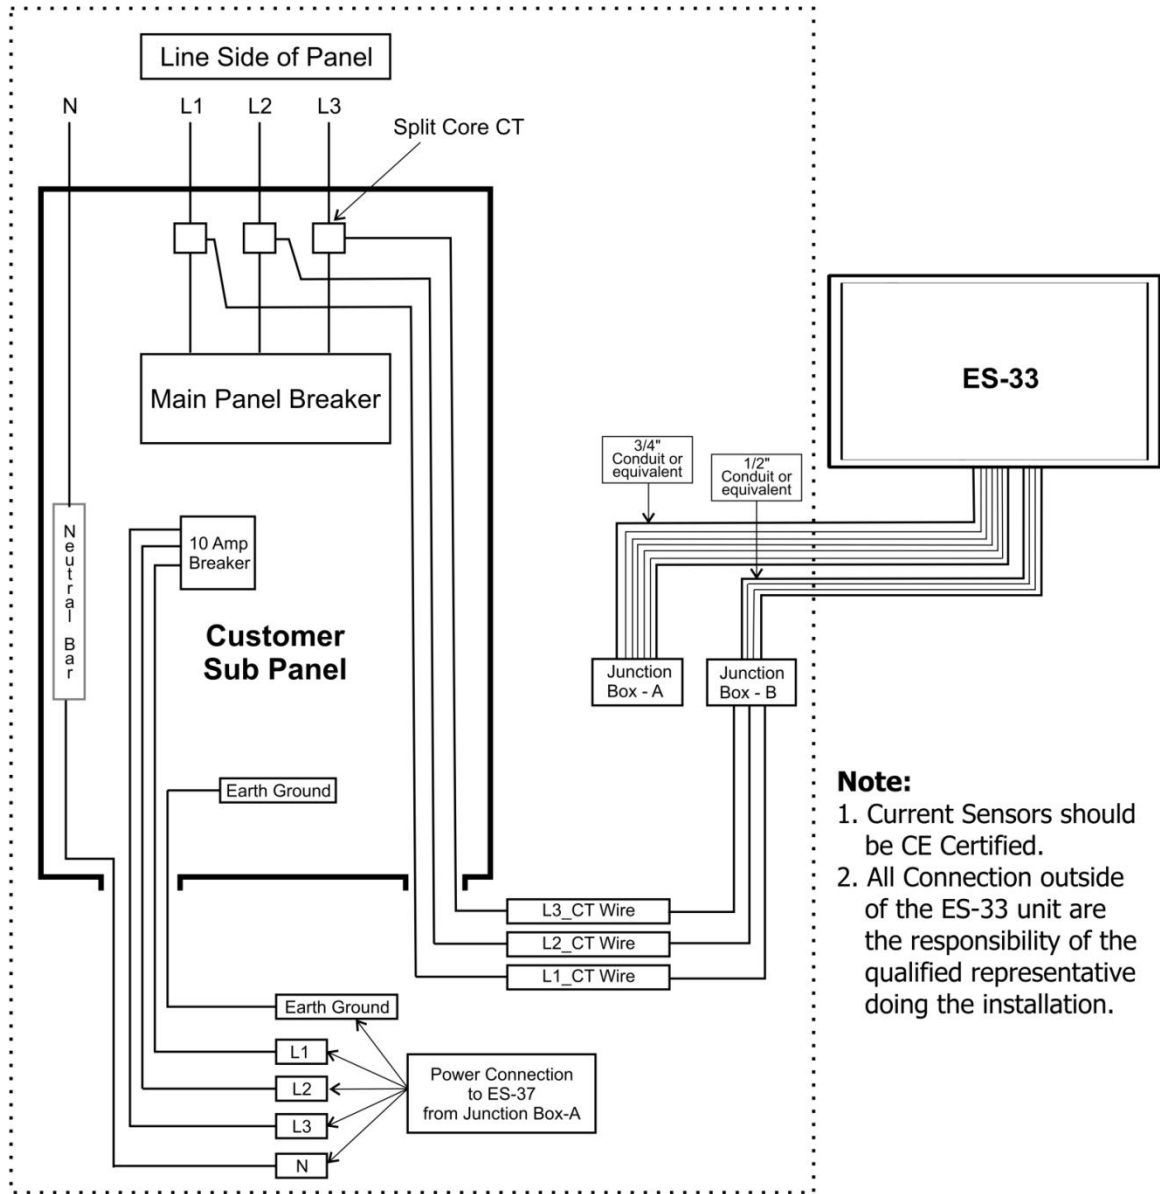 Line Side of Panel
N
L1
L2
L3
Split Core CT
Main Panel Breaker
ES-33
3/4"
Conduit or
equivalent
1/2"
Conduit or
equivalent
Neutral Bar
10 Amp
Breaker
Customer
Sub Panel
Junction
Box - A
Junction
Box - B
Earth Ground
Note:
1. Current Sensors should
be CE Certified.
2. All Connection outside
of the ES-33 unit are
the responsibility of the
qualified representative
doing the installation.
L3_CT Wire
L2_CT Wire
L1_CT Wire
Earth Ground
L1
L2
L3
N
Power Connection
to ES-37
from Junction Box-A